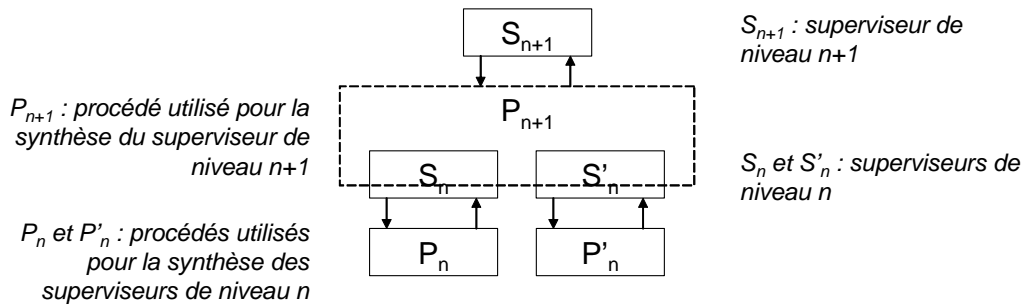 S_{n+1}
S_{n+1} : superviseur de
niveau n+1
P_{n+1} : procédé utilisé pour la
synthèse du superviseur de
niveau n+1
P_{n+1}
S_n
S'_n
S_n et S'_n : superviseurs de
niveau n
P_n et P'_n : procédés utilisés
pour la synthèse des
superviseurs de niveau n
P_n
P'_n